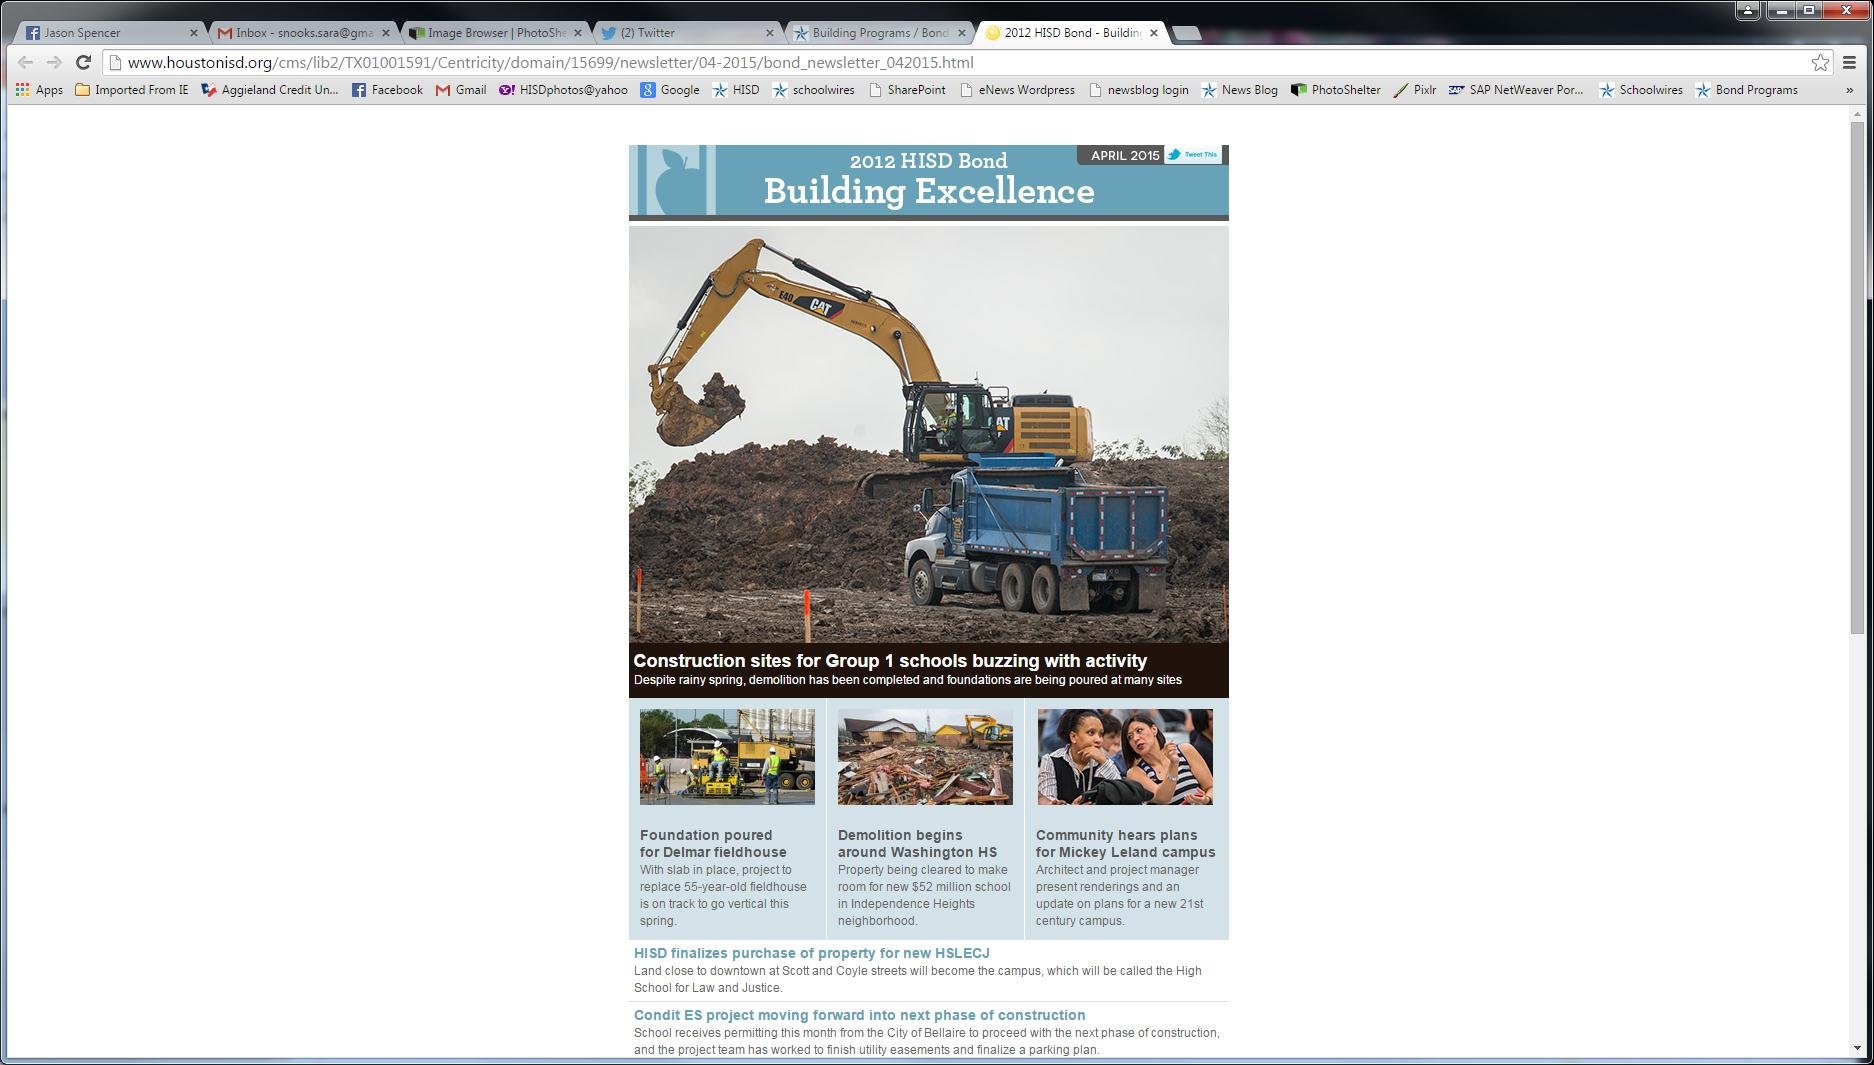 Jason Spencer
Inbox - snooks.sara@gma
Image Browser | PhotoShe
(2) Twitter
Building Programs / Bond
2012 HISD Bond - Building
www.houstonisd.org/cms/lib2/TX01001591/Centricity/domain/15699/newsletter/04-2015/bond_newsletter_042015.html
Apps Imported From IE Aggieland Credit Un... Facebook Gmail HISDphotos@yahoo Google HISD schoolwires SharePoint eNews Wordpress newsblog login News Blog PhotoShelter Pixlr SAP NetWeaver Por... Schoolwires Bond Programs »
2012 HISD Bond
Building Excellence
APRIL 2015
Tweet This
E40 CAT
CAT
Construction sites for Group 1 schools buzzing with activity
Despite rainy spring, demolition has been completed and foundations are being poured at many sites
Foundation poured
for Delmar fieldhouse
With slab in place, project to
replace 55-year-old fieldhouse
is on track to go vertical this
spring.
Demolition begins
around Washington HS
Property being cleared to make
room for new $52 million school
in Independence Heights
neighborhood.
Community hears plans
for Mickey Leland campus
Architect and project manager
present renderings and an
update on plans for a new 21st
century campus.
HISD finalizes purchase of property for new HSLECJ
Land close to downtown at Scott and Coyle streets will become the campus, which will be called the High
School for Law and Justice.
Condit ES project moving forward into next phase of construction
School receives permitting this month from the City of Bellaire to proceed with the next phase of construction,
and the project team has worked to finish utility easements and finalize a parking plan.